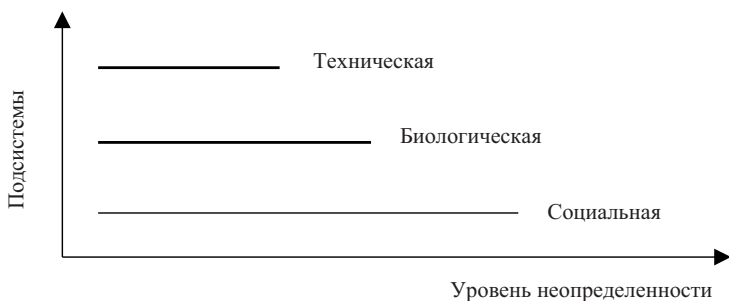 Техническая
Биологическая
Подсистемы
Социальная
Уровень неопределенности